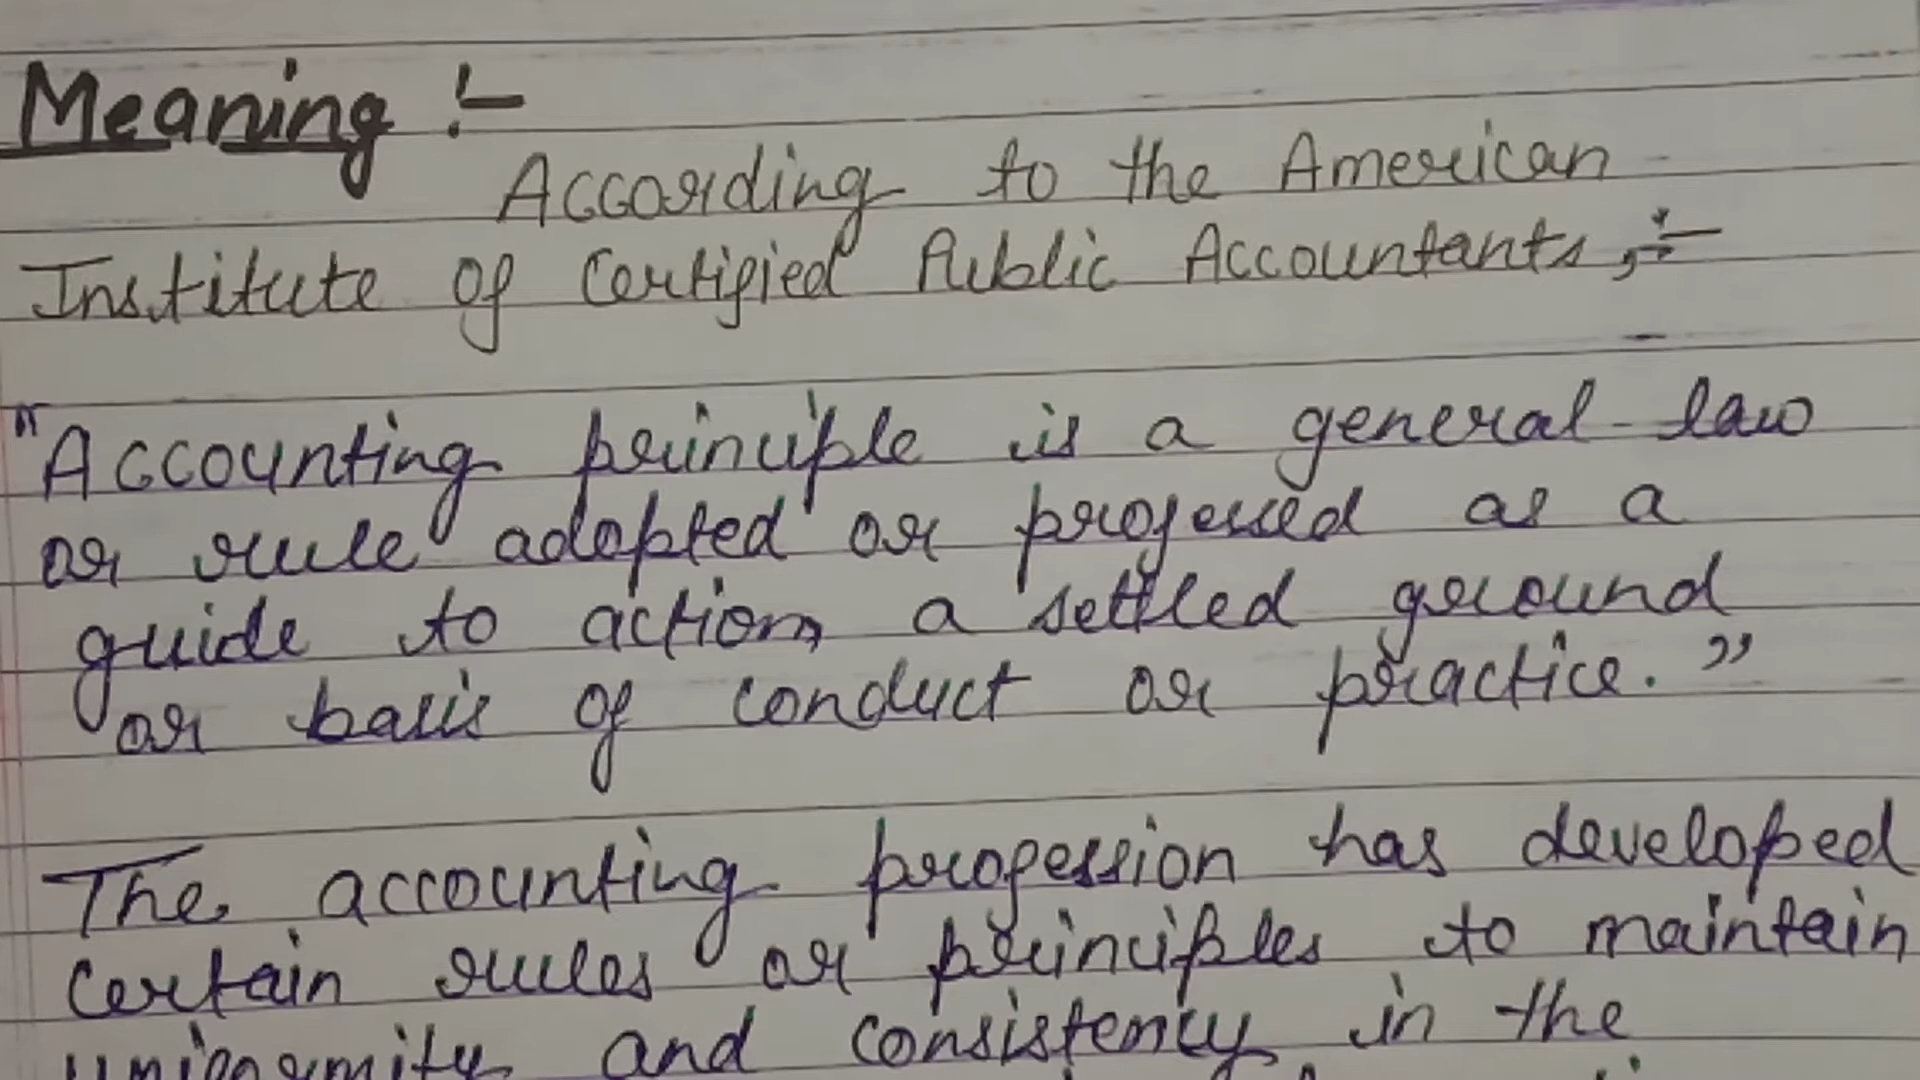 Meaning :-
According to the American
Institute of Certified Public Accountants, :-
"Accounting principle is a general law
or rule adopted or professed as a
guide to action, a settled ground
or basis of conduct or practice."
The accounting profession has developed
certain rules or principles to maintain
uniformity and consistency in the